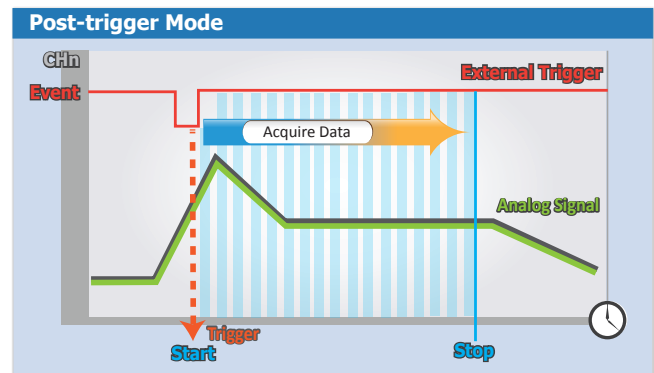 Post-trigger Mode
CHn
External Trigger
Event
Acquire Data
Analog Signal
Trigger
Start
Stop